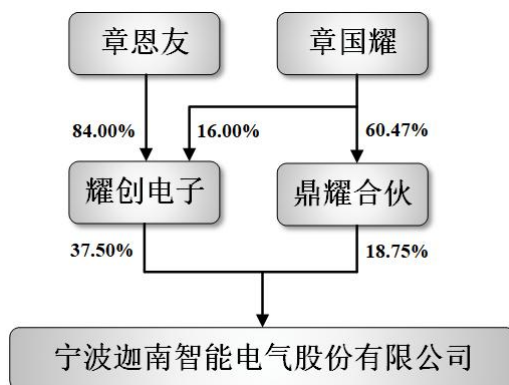 章恩友
章国耀
84.00%
16.00%
60.47%
耀创电子
鼎耀合伙
37.50%
18.75%
宁波迦南智能电气股份有限公司